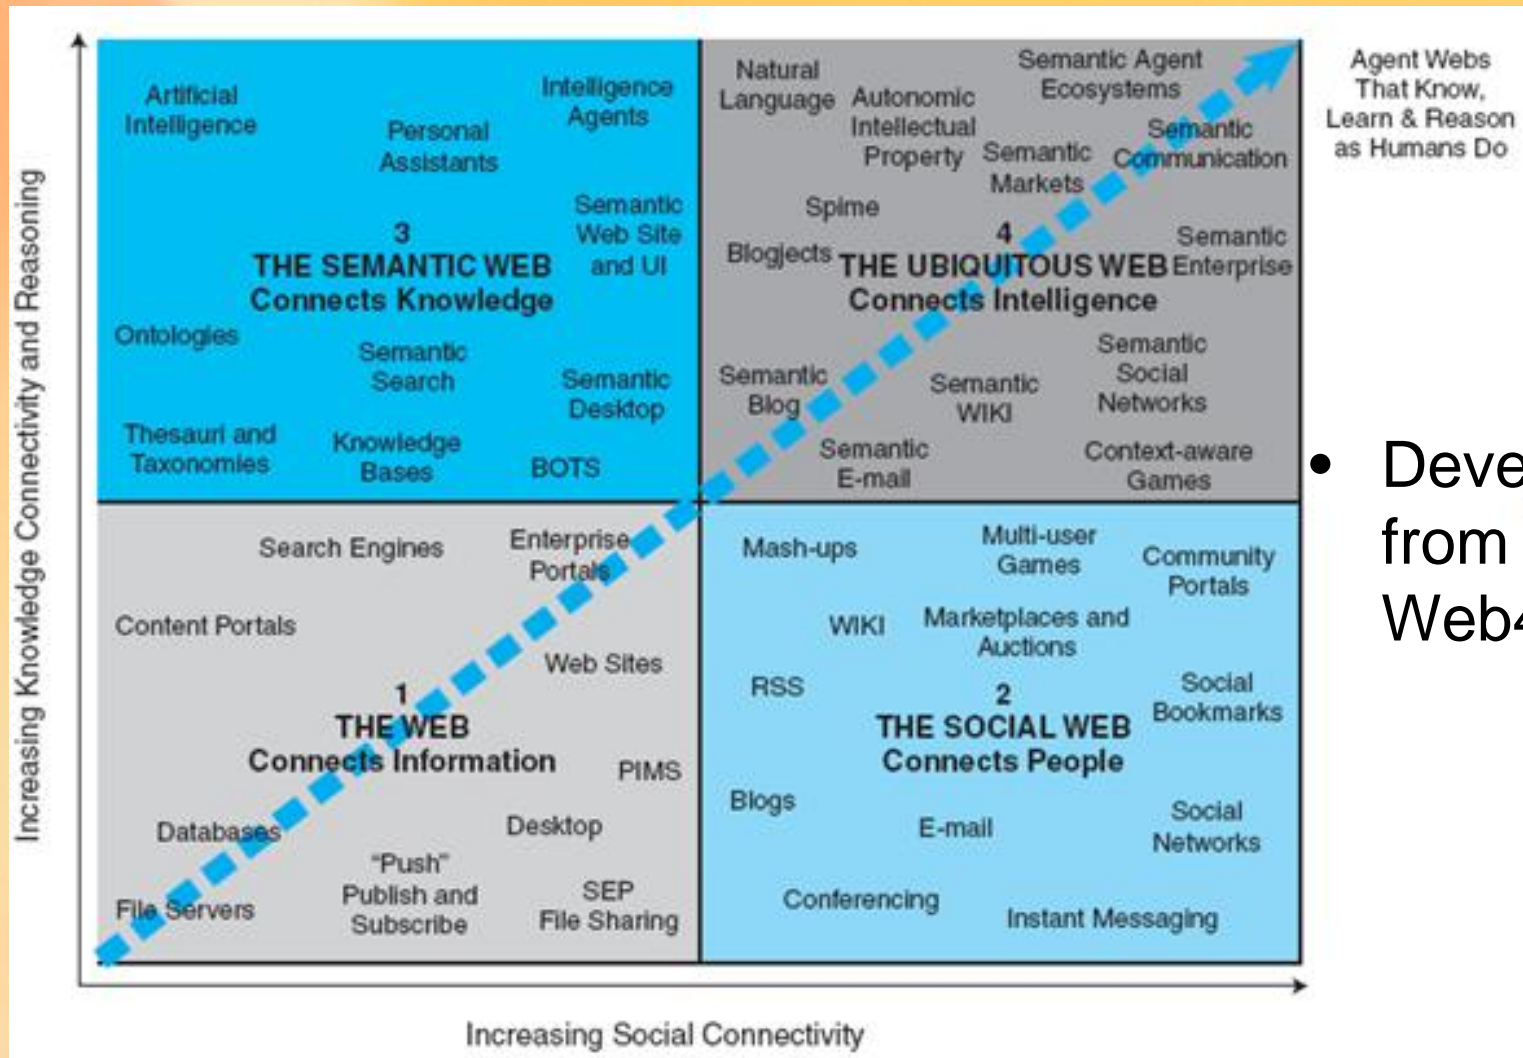 Increasing Knowledge Connectivity and Reasoning
Artificial
Intelligence
Personal
Assistants
Intelligence
Agents
Semantic
Web Site
and UI
3
THE SEMANTIC WEB
Connects Knowledge
Ontologies
Semantic
Search
Semantic
Desktop
Thesauri and
Taxonomies
Knowledge
Bases
BOTS
Natural
Language
Autonomic
Intellectual
Property
Semantic Agent
Ecosystems
Semantic
Markets
Semantic
Communication
Spime
Blogjects
4
THE UBIQUITOUS WEB
Connects Intelligence
Semantic
Enterprise
Semantic
Blog
Semantic
WIKI
Semantic
Social
Networks
Semantic
E-mail
Context-aware
Games
Agent Webs
That Know,
Learn & Reason
as Humans Do
Search Engines
Enterprise
Portals
Content Portals
Web Sites
1
THE WEB
Connects Information
PIMS
Databases
Desktop
"Push"
Publish and
Subscribe
File Servers
SEP
File Sharing
Mash-ups
Multi-user
Games
Community
Portals
WIKI
Marketplaces and
Auctions
RSS
Social
Bookmarks
2
THE SOCIAL WEB
Connects People
Blogs
E-mail
Social
Networks
Conferencing
Instant Messaging
• Deve
from
Web4
Increasing Social Connectivity